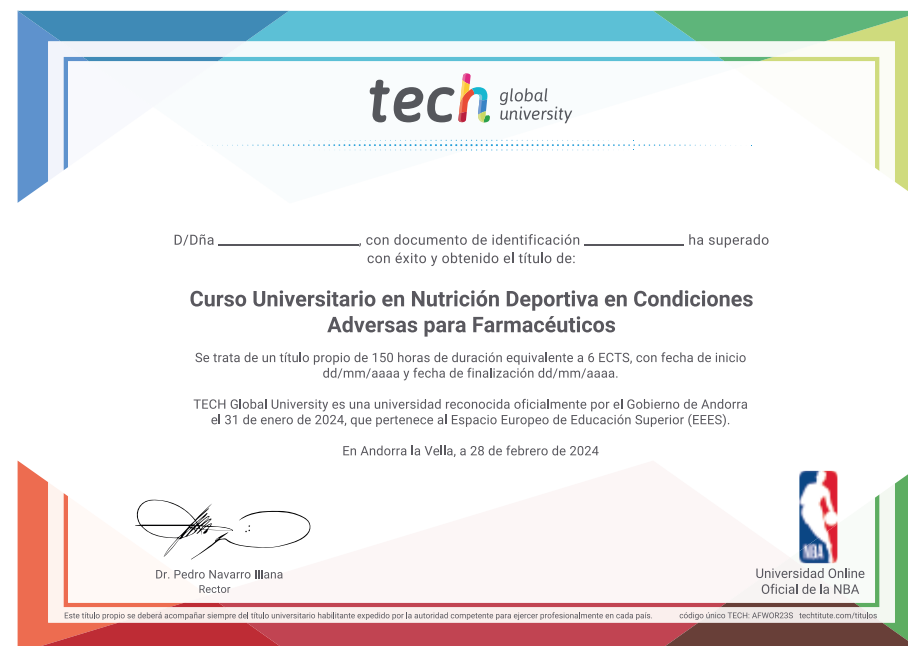 tech global university
D/Dña ____________________, con documento de identificación ______________ ha superado
con éxito y obtenido el título de:
Curso Universitario en Nutrición Deportiva en Condiciones
Adversas para Farmacéuticos
Se trata de un título propio de 150 horas de duración equivalente a 6 ECTS, con fecha de inicio
dd/mm/aaaa y fecha de finalización dd/mm/aaaa.
TECH Global University es una universidad reconocida oficialmente por el Gobierno de Andorra
el 31 de enero de 2024, que pertenece al Espacio Europeo de Educación Superior (EEES).
En Andorra la Vella, a 28 de febrero de 2024
Dr. Pedro Navarro Illana
Rector
NBA
Universidad Online
Oficial de la NBA
Este título propio se deberá acompañar siempre del título universitario habilitante expedido por la autoridad competente para ejercer profesionalmente en cada país. código único TECH: AFWOR23S techtitute.com/titulos